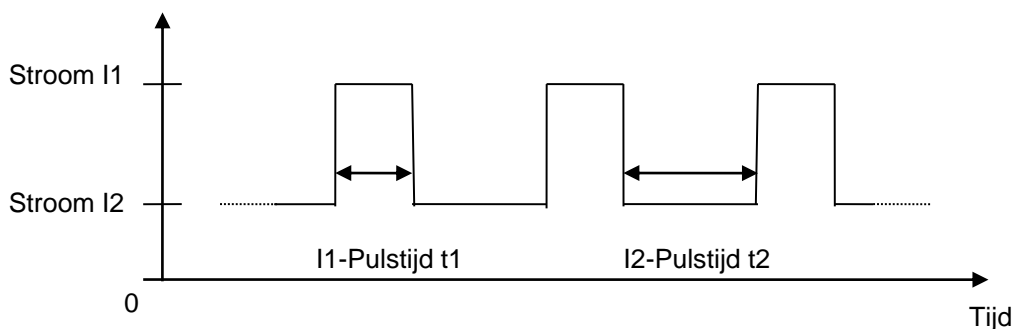 Stroom I1
Stroom I2
I1-Pulstijd t1
I2-Pulstijd t2
0
Tijd